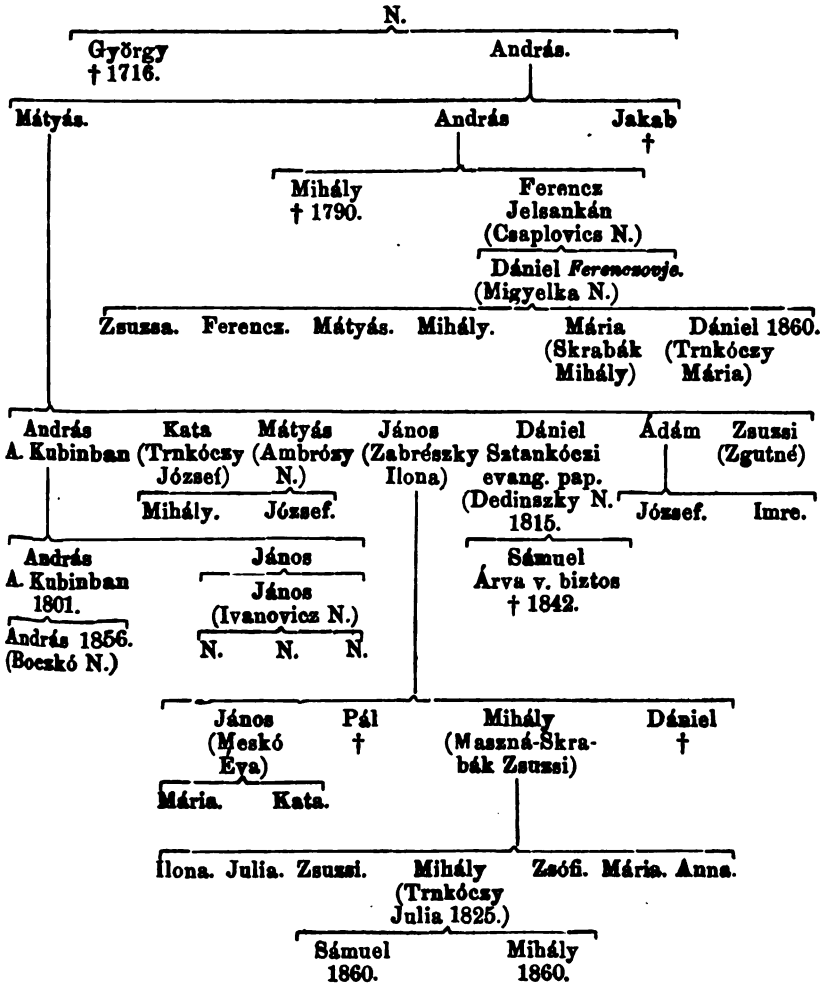 N.
György András.
† 1716.
Mátyás. András Jakab
†
Mihály Ferencz
† 1790. Jelsankán
(Csaplovics N.)
Dániel Ferenczovje.
(Migyelka N.)
Zsuzsa. Ferencz. Mátyás. Mihály. Mária Dániel 1860.
(Skrabák (Trnkóczy
Mihály) Mária)
András Kata Mátyás János Dániel Ádám Zsuzsi
A. Kubinban (Trnkóczy (Ambrózy (Zabrészky Satankóczi (Zgutné)
József) N.) Ilona) evang. pap.
(Dedinszky N.
Mihály. József. 1815. József. Imre.
András János Sámuel
A. Kubinban Árva v. biztos
1801. János † 1842.
(Ivanovicz N.)
András 1856. N. N. N.
(Boczkó N.)
János Pál Mihály Dániel
(Meskó † (Maszná-Skra- †
Éva) bák Zsuzsi)
Mária. Kata.
Ilona. Julia. Zsuzsi. Mihály Zsófi. Mária. Anna.
(Trnkóczy
Julia 1825.)
Sámuel Mihály
1860. 1860.